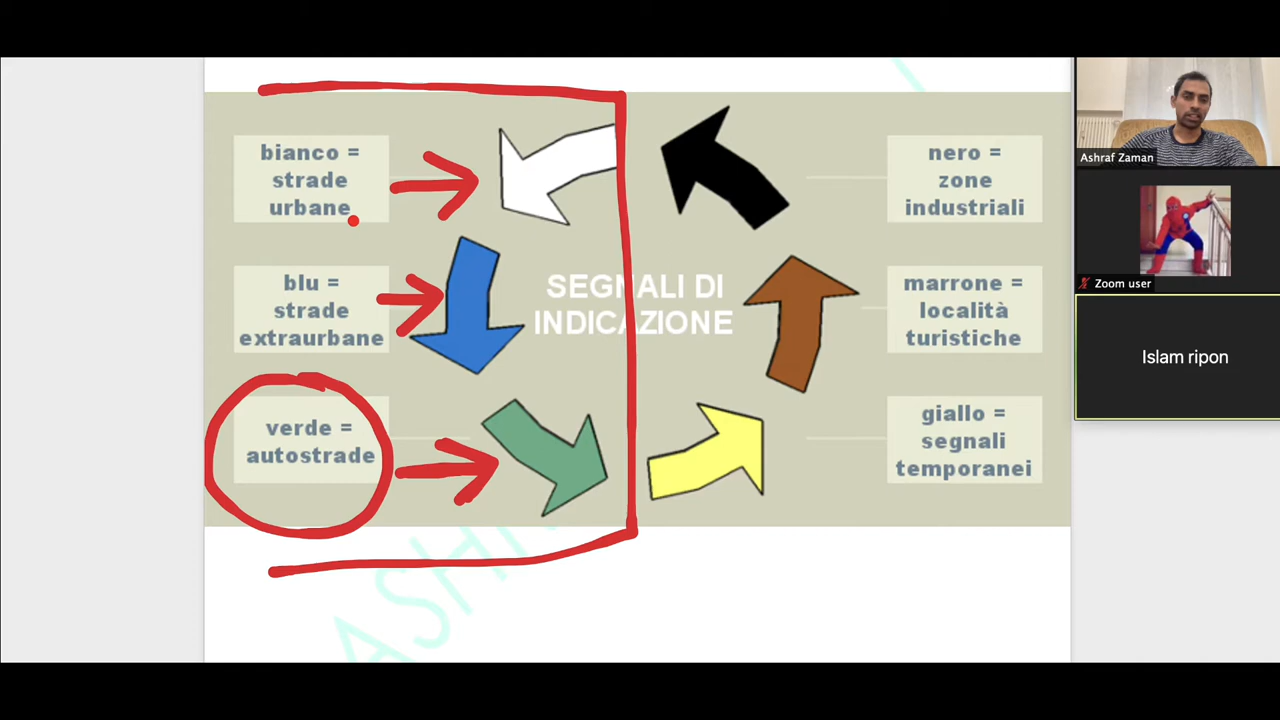 bianco =
strade
urbane
blu =
strade
extraurbane
verde =
autostrade
SEGNALI DI
INDICAZIONE
nero =
zone
industriali
marrone =
località
turistiche
giallo =
segnali
temporanei
ASH
Ashraf Zaman
Zoom user
Islam ripon